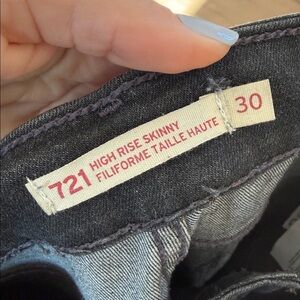 721
HIGH RISE SKINNY
FILIFORME TAILLE HAUTE
30